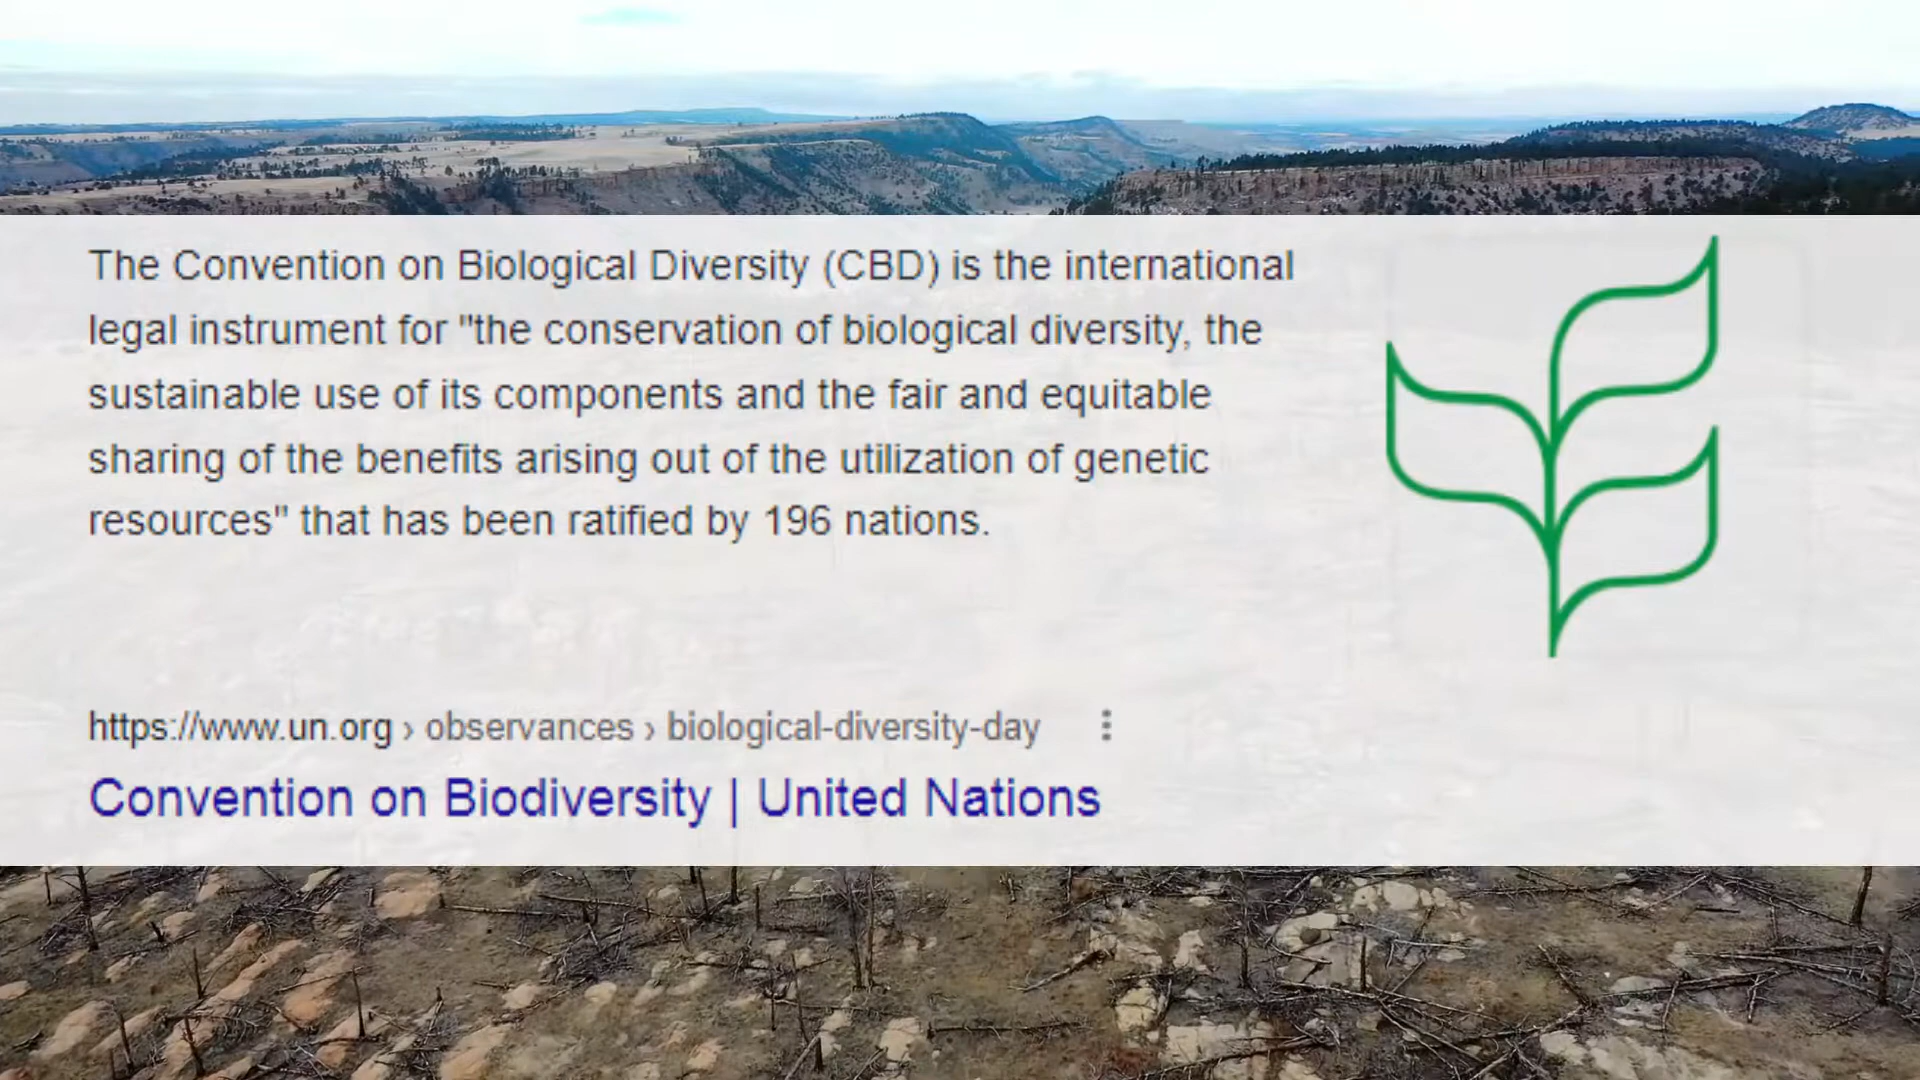 The Convention on Biological Diversity (CBD) is the international
legal instrument for "the conservation of biological diversity, the
sustainable use of its components and the fair and equitable
sharing of the benefits arising out of the utilization of genetic
resources" that has been ratified by 196 nations.
https://www.un.org › observances › biological-diversity-day
Convention on Biodiversity | United Nations